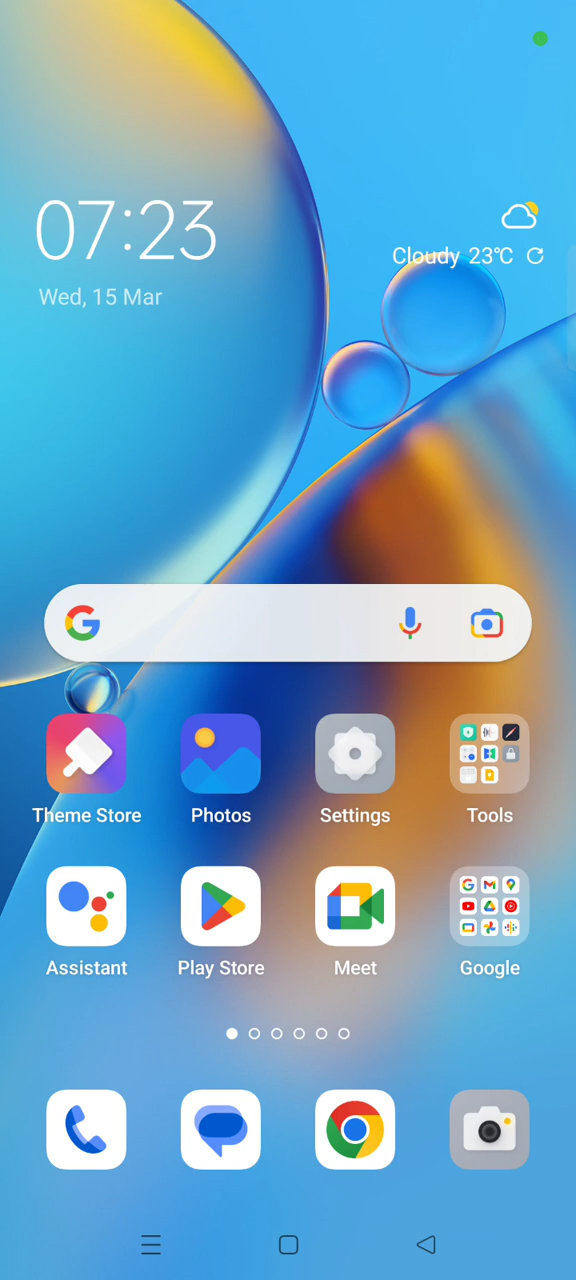 07:23
Wed, 15 Mar
Cloudy 23℃
Theme Store
Photos
Settings
Tools
Assistant
Play Store
Meet
Google